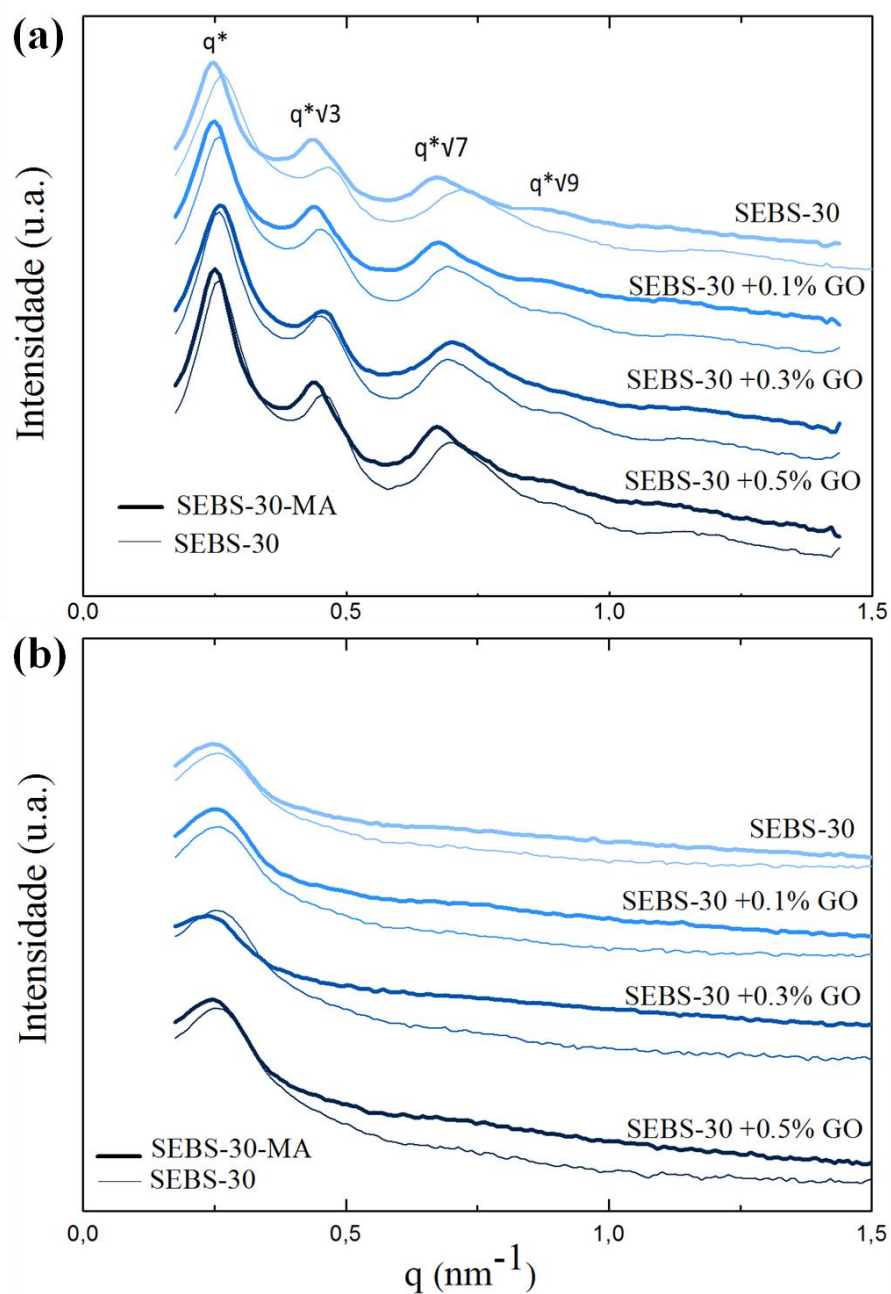 (a)
q*
q*√3
q*√7
q*√9
SEBS-30
SEBS-30 +0.1% GO
SEBS-30 +0.3% GO
SEBS-30 +0.5% GO
SEBS-30-MA
SEBS-30
Intensidade (u.a.)
0,0 0,5 1,0 1,5
(b)
SEBS-30
SEBS-30 +0.1% GO
SEBS-30 +0.3% GO
SEBS-30 +0.5% GO
SEBS-30-MA
SEBS-30
Intensidade (u.a.)
0,0 0,5 1,0 1,5
q (nm⁻¹)